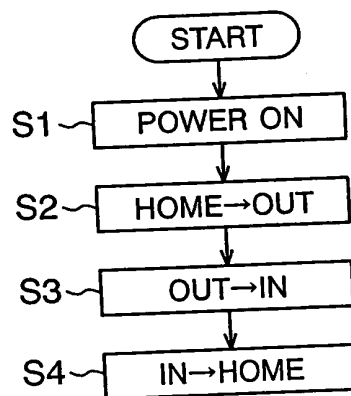 START
S1 POWER ON
S2 HOME→OUT
S3 OUT→IN
S4 IN→HOME